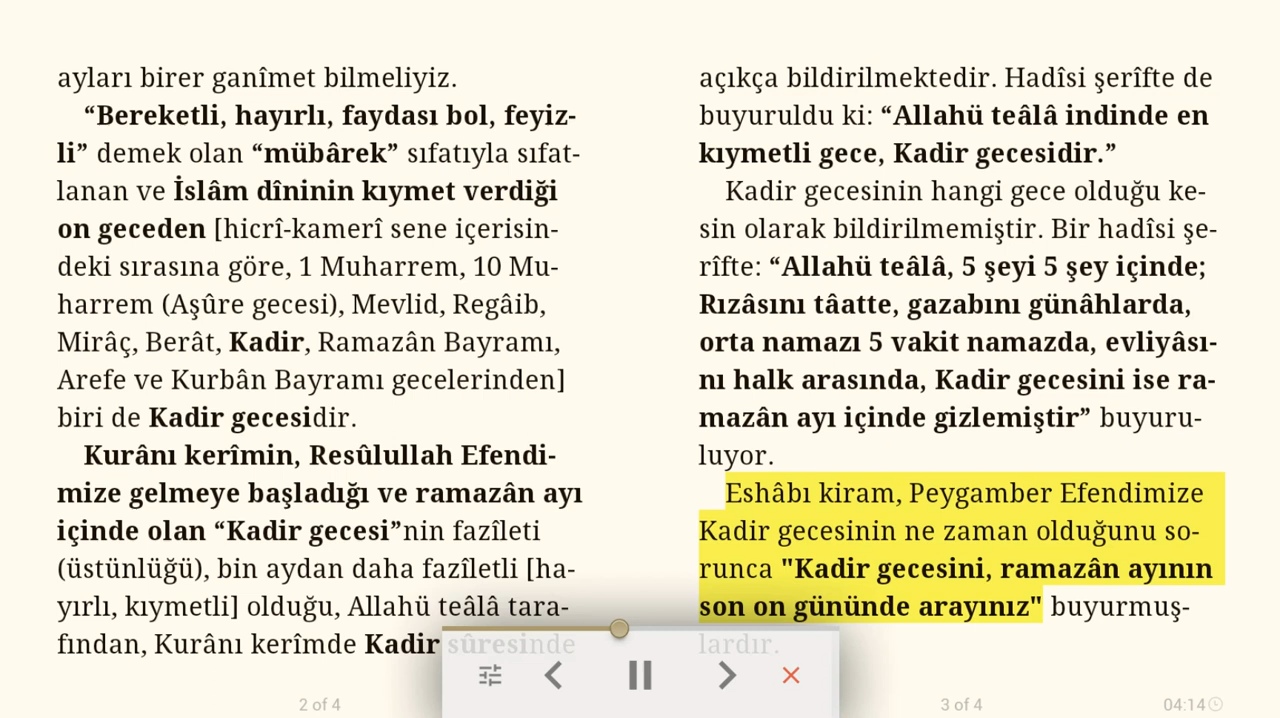 ayları birer ganîmet bilmeliyiz.
“Bereketli, hayırlı, faydası bol, feyiz-
li” demek olan “mübârek” sıfatıyla sıfat-
lanan ve İslâm dîninin kıymet verdiği
on geceden [hicrî-kamerî sene içerisin-
deki sırasına göre, 1 Muharrem, 10 Mu-
harrem (Aşûre gecesi), Mevlid, Regâib,
Mirâç, Berât, Kadir, Ramazân Bayramı,
Arefe ve Kurbân Bayramı gecelerinden]
biri de Kadir gecesidir.
Kurânı kerîmin, Resûlullah Efendi-
mize gelmeye başladığı ve ramazân ayı
içinde olan “Kadir gecesi”nin fazîleti
(üstünlüğü), bin aydan daha fazîletli [ha-
yırlı, kıymetli] olduğu, Allahü teâlâ tara-
fından, Kurânı kerîmde Kadir sûresinde
2 of 4
açıkça bildirilmektedir. Hadîsi şerîfte de
buyuruldu ki: “Allahü teâlâ indinde en
kıymetli gece, Kadir gecesidir.”
Kadir gecesinin hangi gece olduğu ke-
sin olarak bildirilmemiştir. Bir hadîsi şe-
rîfte: “Allahü teâlâ, 5 şeyi 5 şey içinde;
Rızâsını tâatte, gazabını günâhlarda,
orta namazı 5 vakit namazda, evliyâsı-
nı halk arasında, Kadir gecesini ise ra-
mazân ayı içinde gizlemiştir” buyuru-
luyor.
Eshâbı kiram, Peygamber Efendimize
Kadir gecesinin ne zaman olduğunu so-
runca "Kadir gecesini, ramazân ayının
son on gününde arayınız" buyurmuş-
lardır.
3 of 4
04:14